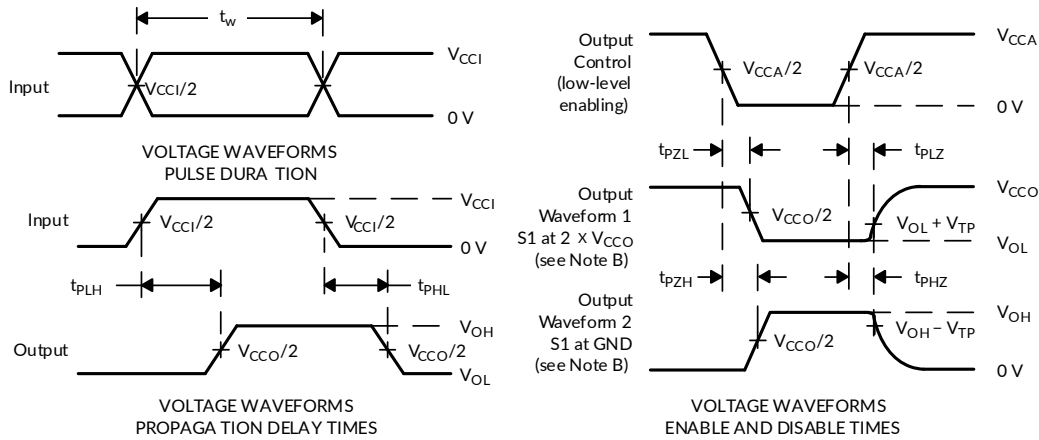 t_w
V_CCI
Input
V_CCI/2
0 V
VOLTAGE WAVEFORMS
PULSE DURA TION
V_CCI
Input
V_CCI/2
V_CCI/2
0 V
t_PLH
t_PHL
V_OH
Output
V_CCO/2
V_CCO/2
V_OL
VOLTAGE WAVEFORMS
PROPAGA TION DELAY TIMES
Output
Control
(low-level
enabling)
V_CCA
V_CCA/2
V_CCA/2
0 V
t_PZL
t_PLZ
Output
Waveform 1
S1 at 2 x V_CCO
(see Note B)
V_CCO
V_CCO/2
V_OL + V_TP
V_OL
t_PZH
t_PHZ
Output
Waveform 2
S1 at GND
(see Note B)
V_OH
V_CCO/2
V_OH – V_TP
0 V
VOLTAGE WAVEFORMS
ENABLE AND DISABLE TIMES